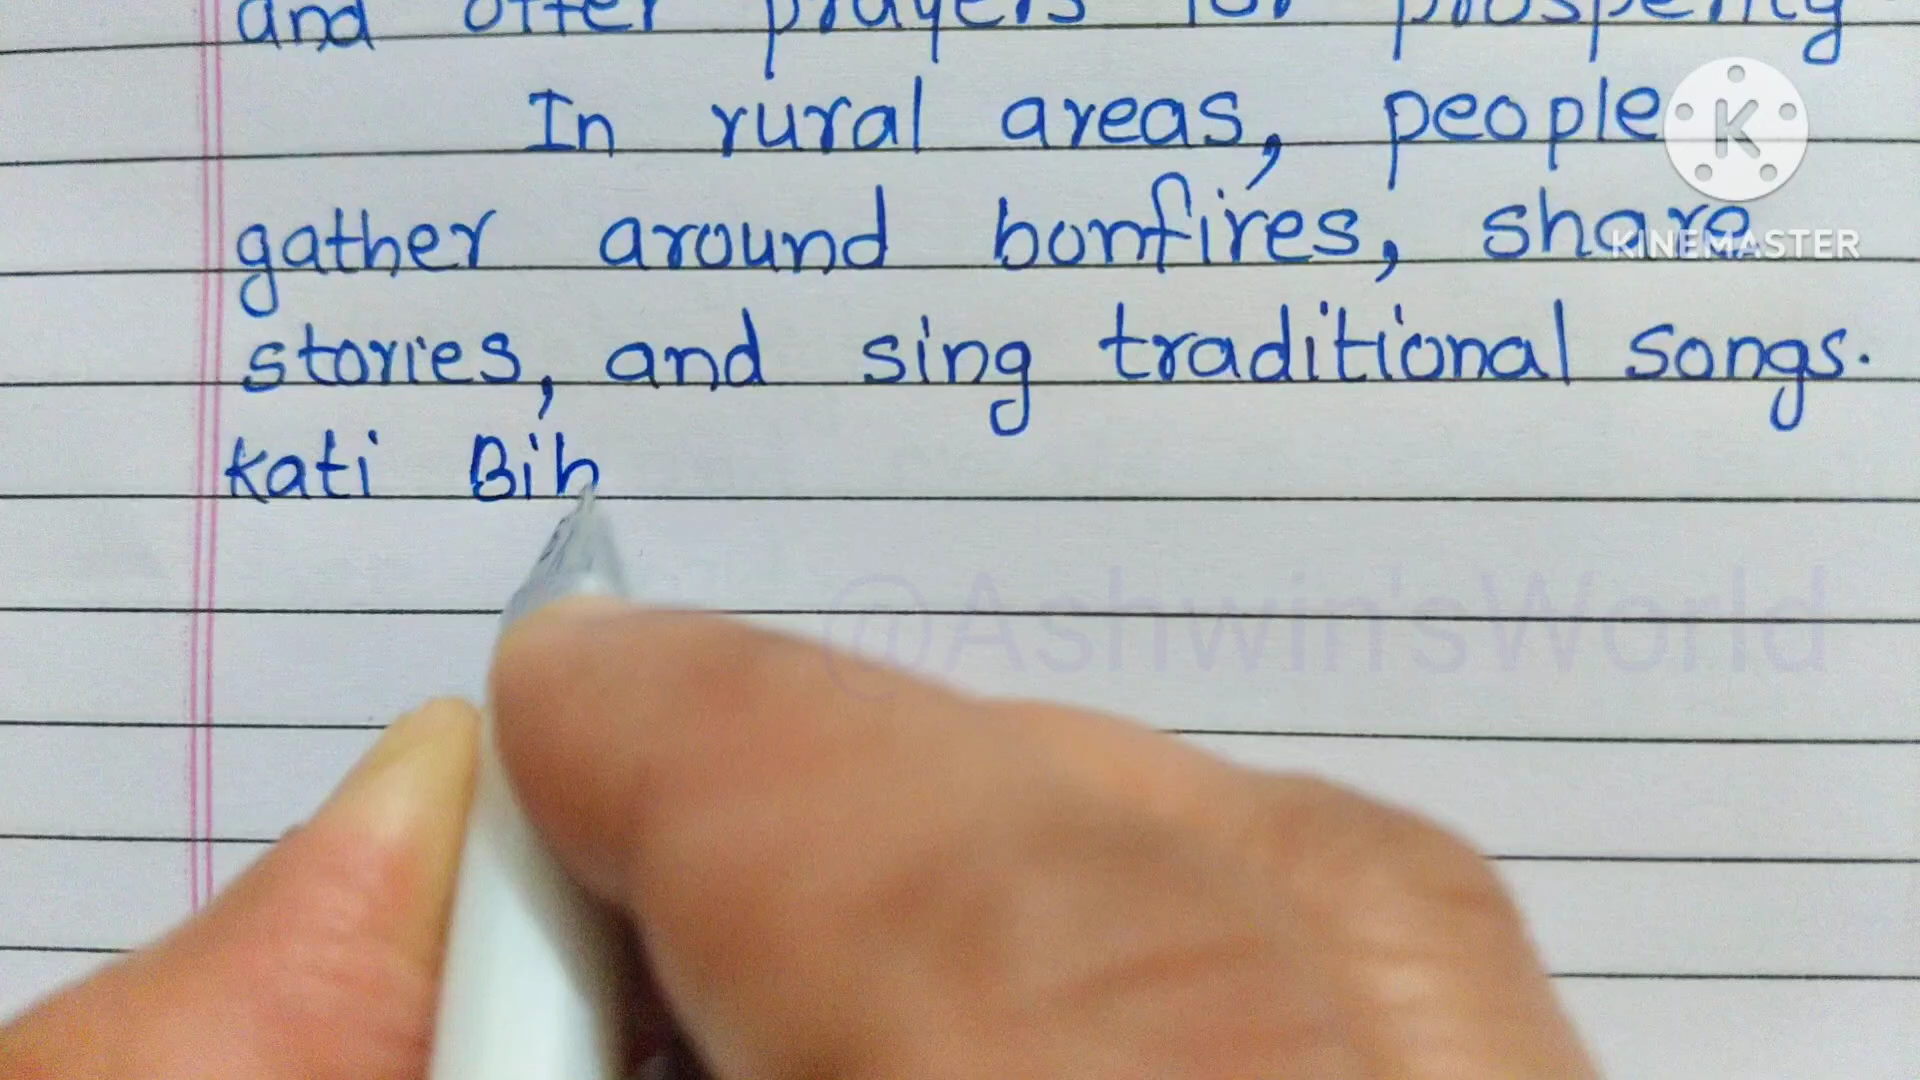 and offer prayers for prosperity
In rural areas, people
gather around bonfires, share
stories, and sing traditional songs.
Kati Bih
K
KINEMASTER
@Ashwin'sWorld